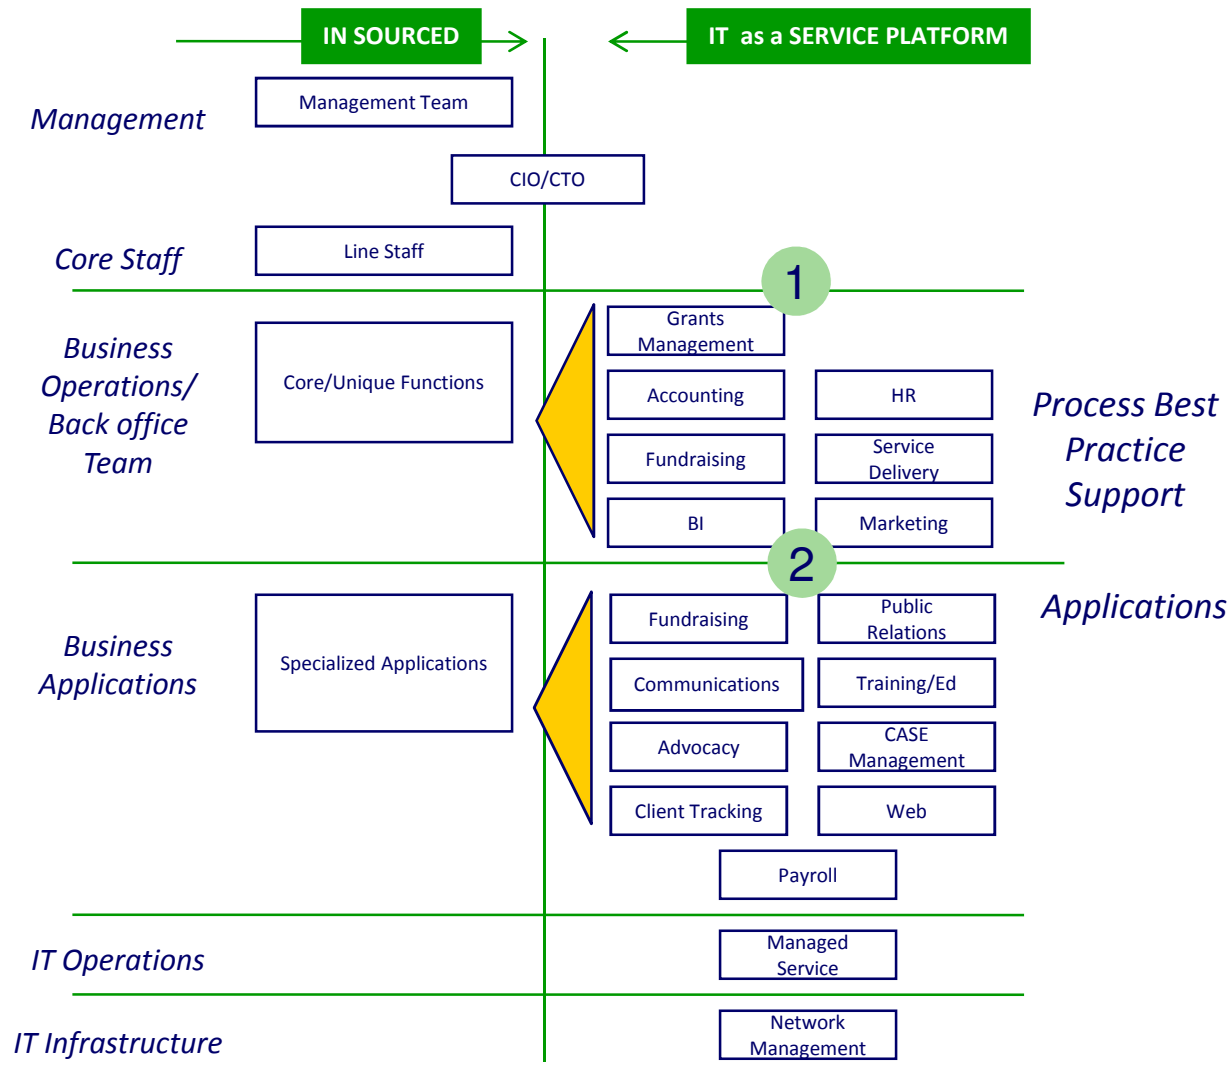 IN SOURCED
IT as a SERVICE PLATFORM
Management
Management Team
CIO/CTO
Core Staff
Line Staff
1
Business
Operations/
Back office
Team
Core/Unique Functions
Grants
Management
Accounting
HR
Fundraising
Service
Delivery
BI
Marketing
Process Best
Practice
Support
2
Business
Applications
Specialized Applications
Fundraising
Public
Relations
Communications
Training/Ed
Advocacy
CASE
Management
Client Tracking
Web
Payroll
Applications
IT Operations
Managed
Service
IT Infrastructure
Network
Management